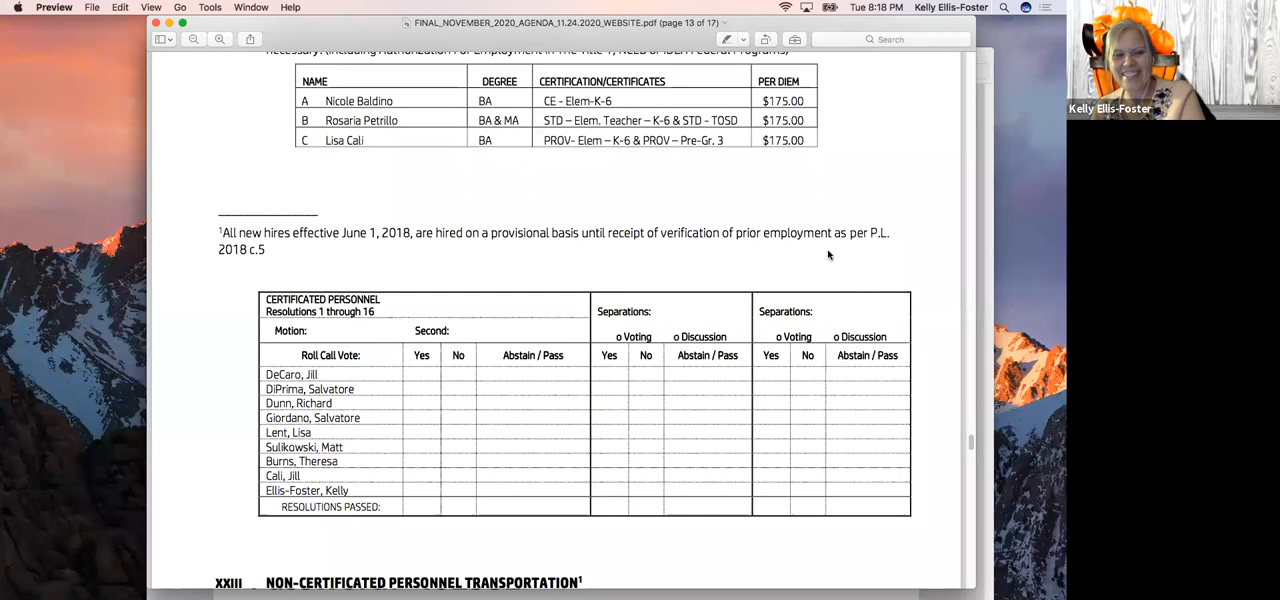 Preview File Edit View Go Tools Window Help Tue 8:18 PM Kelly Ellis-Foster
FINAL_NOVEMBER_2020_AGENDA_11.24.2020_WEBSITE.pdf (page 13 of 17)
Search
Kelly Ellis-Foster
NAME DEGREE CERTIFICATION/CERTIFICATES PER DIEM
A Nicole Baldino BA CE - Elem-K-6 $175.00
B Rosaria Petrillo BA & MA STD – Elem. Teacher – K-6 & STD - TOSD $175.00
C Lisa Cali BA PROV- Elem – K-6 & PROV – Pre-Gr. 3 $175.00
¹All new hires effective June 1, 2018, are hired on a provisional basis until receipt of verification of prior employment as per P.L.
2018 c.5
CERTIFICATED PERSONNEL
Resolutions 1 through 16
Separations: Separations:
Motion: Second:
o Voting o Discussion o Voting o Discussion
Roll Call Vote: Yes No Abstain / Pass Yes No Abstain / Pass Yes No Abstain / Pass
DeCaro, Jill
DiPrima, Salvatore
Dunn, Richard
Giordano, Salvatore
Lent, Lisa
Sulikowski, Matt
Burns, Theresa
Cali, Jill
Ellis-Foster, Kelly
RESOLUTIONS PASSED:
XXIII NON-CERTIFICATED PERSONNEL TRANSPORTATION¹